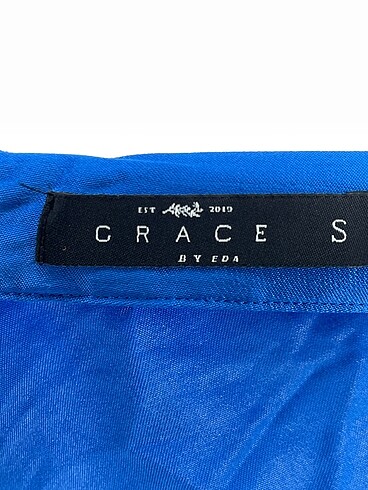 EST 2019
GRACE S
BY EDA